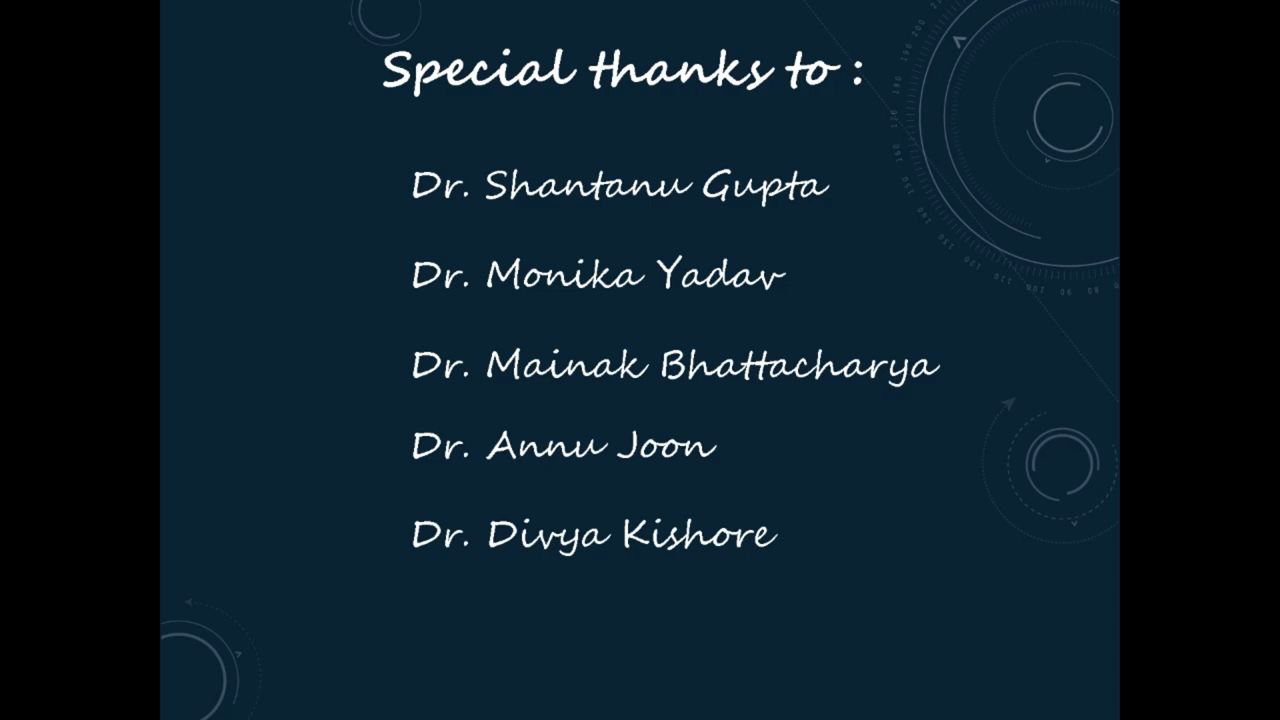 Special thanks to :
Dr. Shantanu Gupta
Dr. Monika Yadav
Dr. Mainak Bhattacharya
Dr. Annu Joon
Dr. Divya Kishore